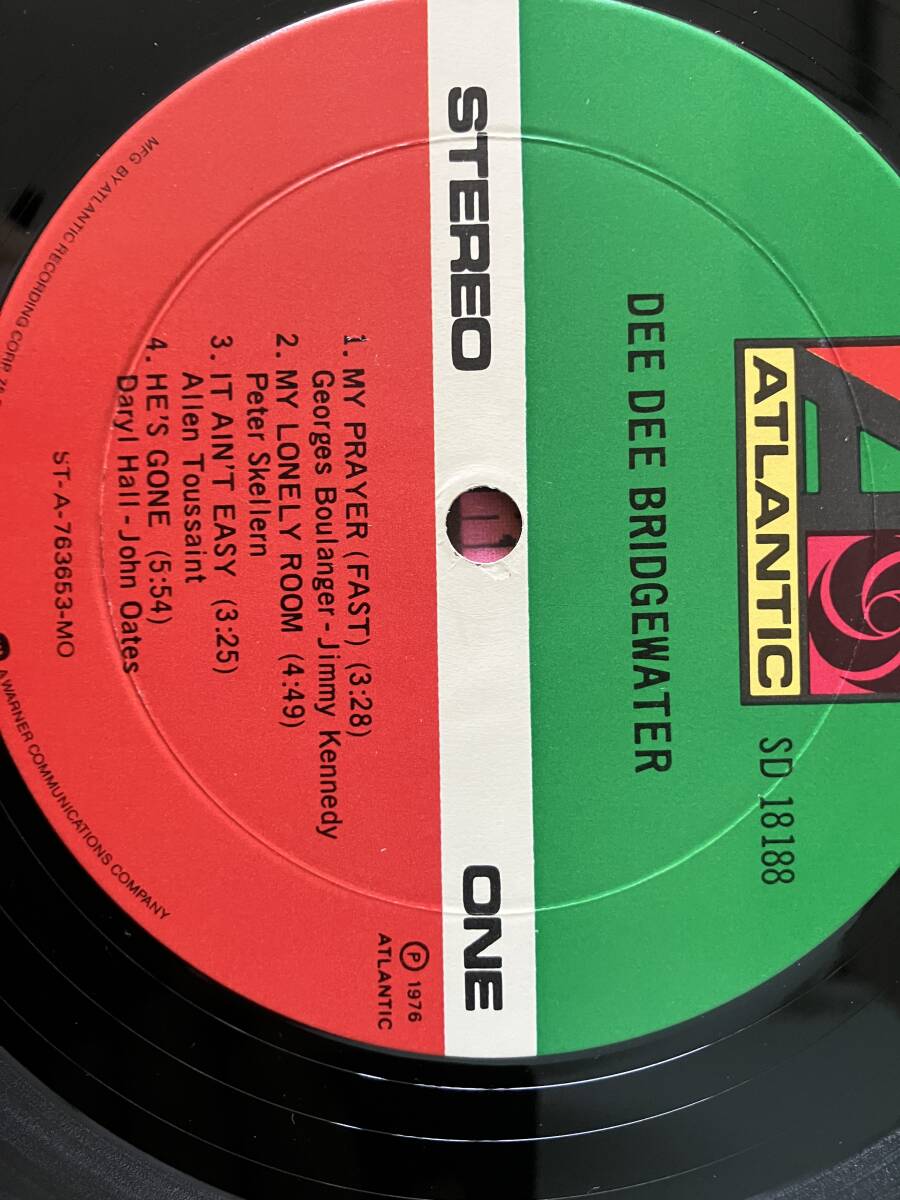 ATLANTIC
SD 18188
DEE DEE BRIDGEWATER
STEREO
ONE
℗ 1976
ATLANTIC
1. MY PRAYER (FAST) (3:28)
Georges Boulanger-Jimmy Kennedy
2. MY LONELY ROOM (4:49)
Peter Skellern
3. IT AIN'T EASY (3:25)
Allen Toussaint
4. HE'S GONE (5:54)
Daryl Hall-John Oates
ST-A-763653-MO
MFG BY ATLANTIC RECORDING CORP
A WARNER COMMUNICATIONS COMPANY